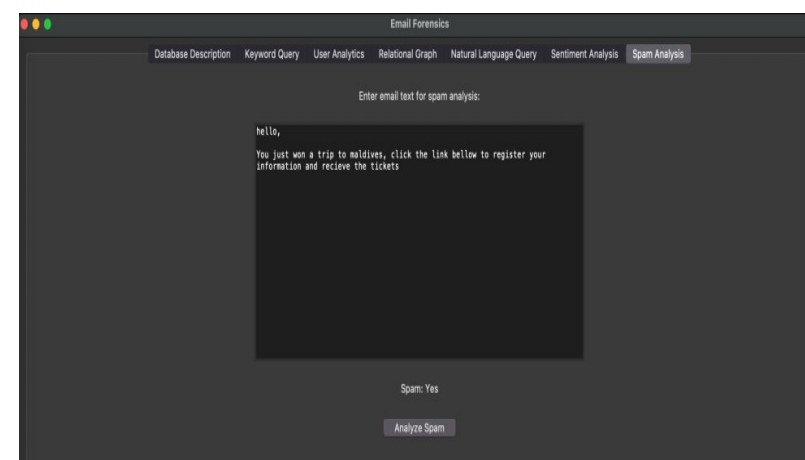 Email Forensics
Database Description Keyword Query User Analytics Relational Graph Natural Language Query Sentiment Analysis Spam Analysis
Enter email text for spam analysis:
hello,
You just won a trip to maldives, click the link bellow to register your
information and recieve the tickets
Spam: Yes
Analyze Spam